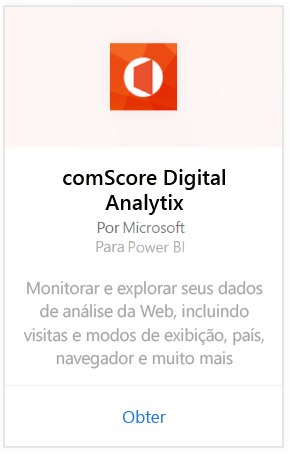 comScore Digital
Analytix
Por Microsoft
Para Power BI
Monitorar e explorar seus dados
de análise da Web, incluindo
visitas e modos de exibição, país,
navegador e muito mais
Obter